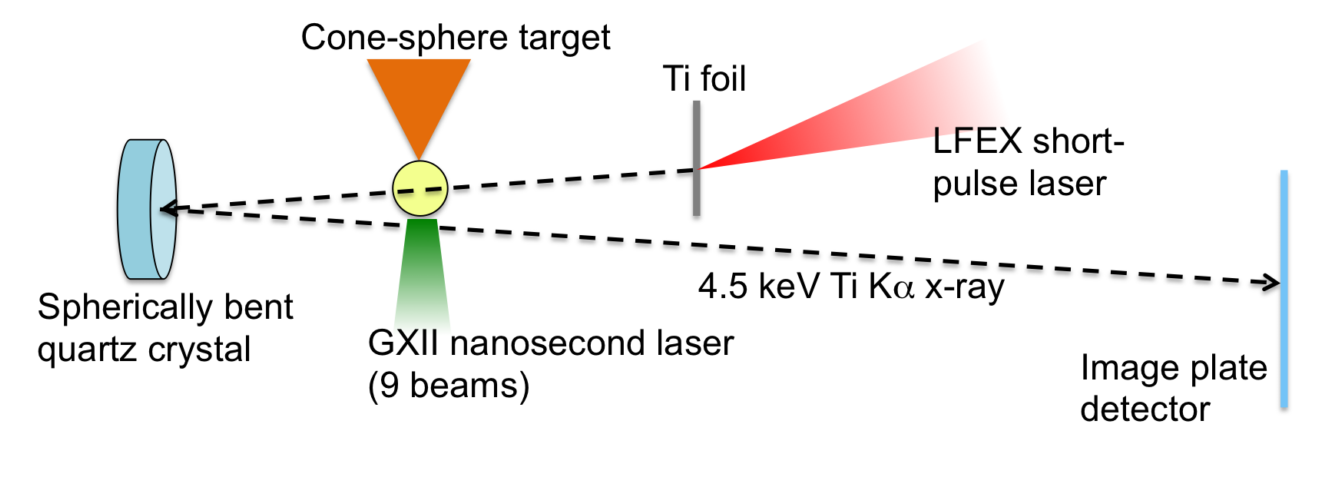 Cone-sphere target
Ti foil
LFEX short-
pulse laser
4.5 keV Ti Kα x-ray
Spherically bent
quartz crystal
GXII nanosecond laser
(9 beams)
Image plate
detector